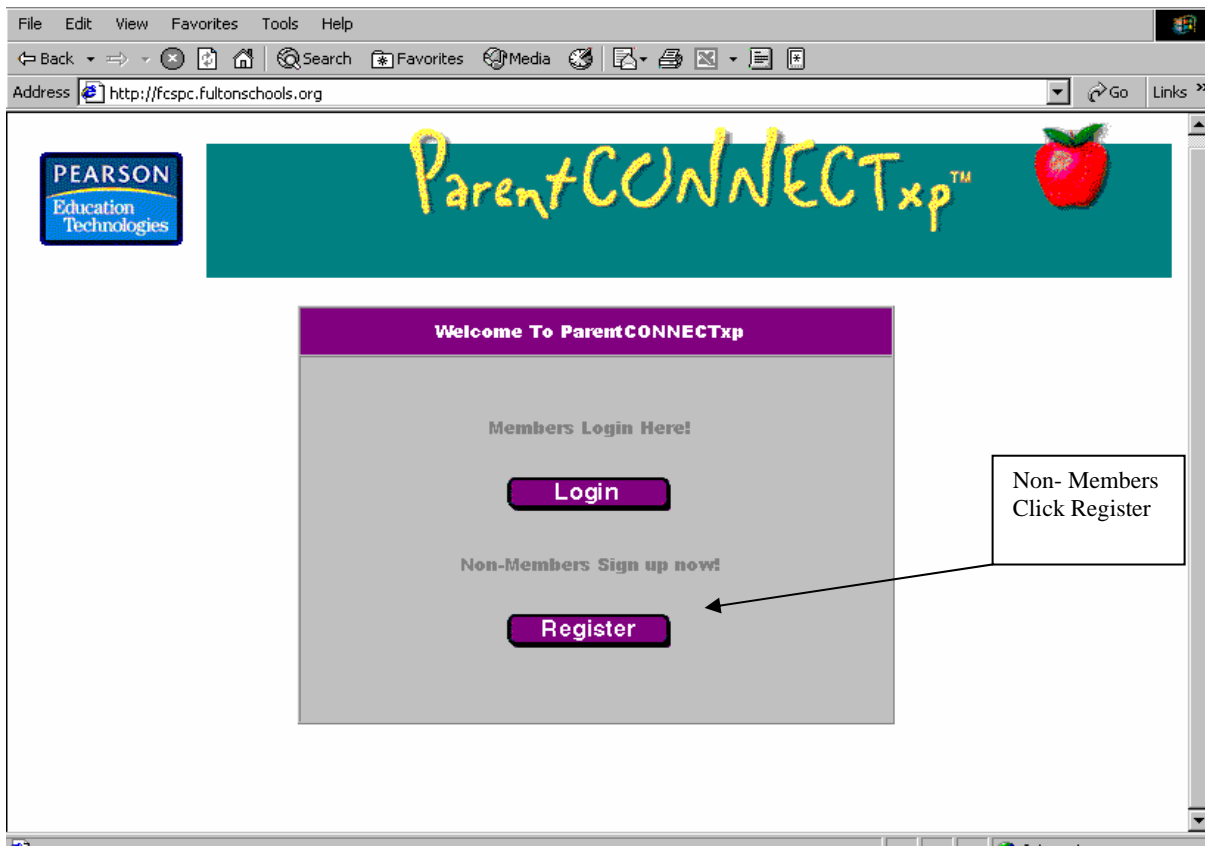 File Edit View Favorites Tools Help
Back Search Favorites Media
Address http://fcspc.fultonschools.org Go Links »
PEARSON
Education
Technologies
ParentCONNECTxp™
Welcome To ParentCONNECTxp
Members Login Here!
Login
Non- Members
Click Register
Non-Members Sign up now!
Register